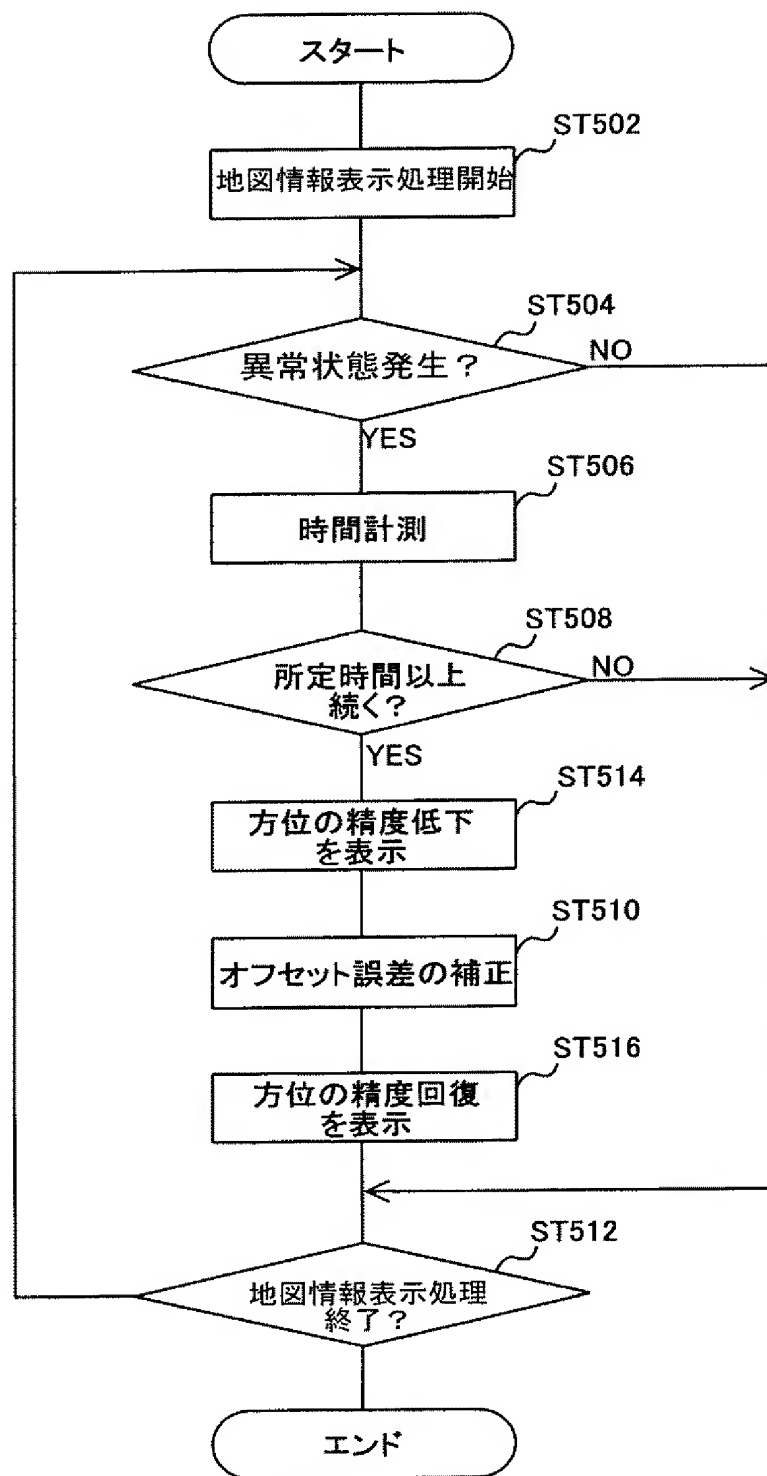 スタート
ST502
地図情報表示処理開始
ST504
異常状態発生?
NO
YES
ST506
時間計測
ST508
所定時間以上
続く?
NO
YES
ST514
方位の精度低下
を表示
ST510
オフセット誤差の補正
ST516
方位の精度回復
を表示
ST512
地図情報表示処理
終了?
エンド